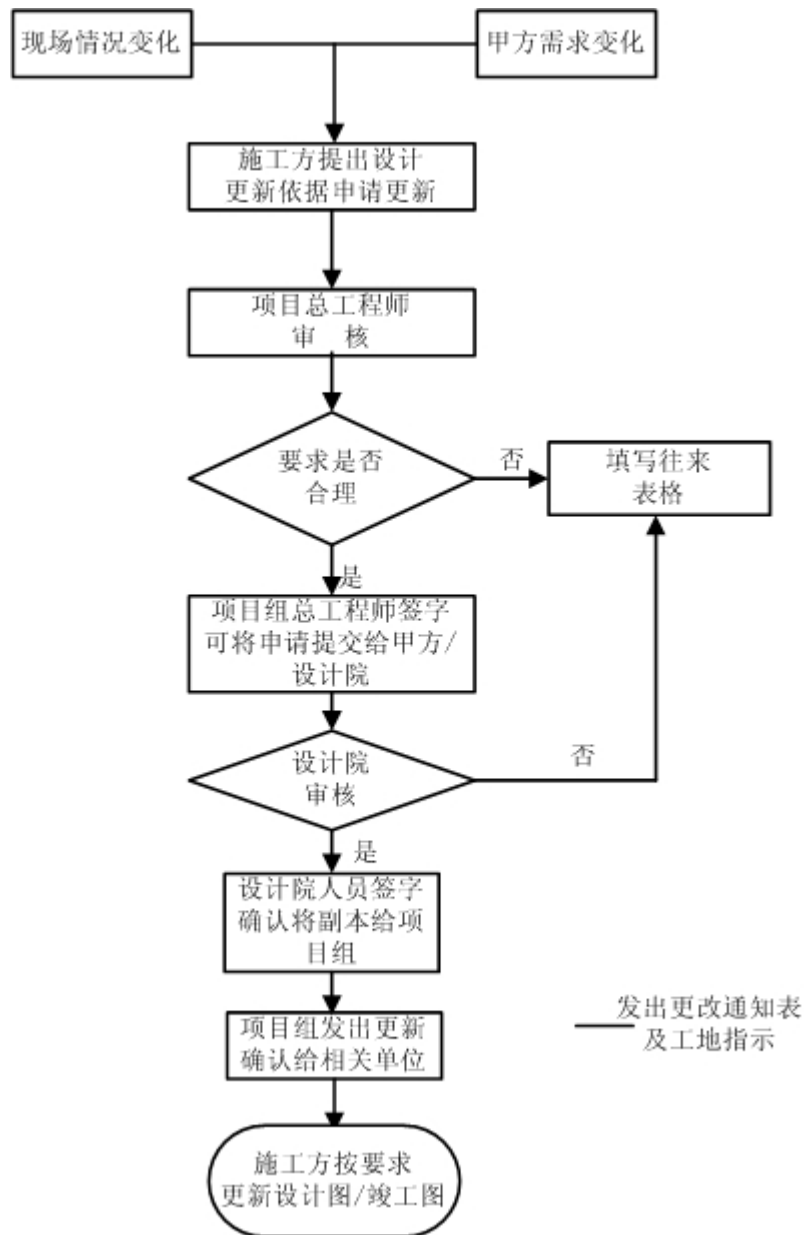 现场情况变化
甲方需求变化
施工方提出设计
更新依据申请更新
项目总工程师
审 核
要求是否
合理
否
填写往来
表格
是
项目组总工程师签字
可将申请提交给甲方/
设计院
设计院
审核
否
是
设计院人员签字
确认将副本给项
目组
项目组发出更新
确认给相关单位
发出更改通知表
及工地指示
施工方按要求
更新设计图/竣工图